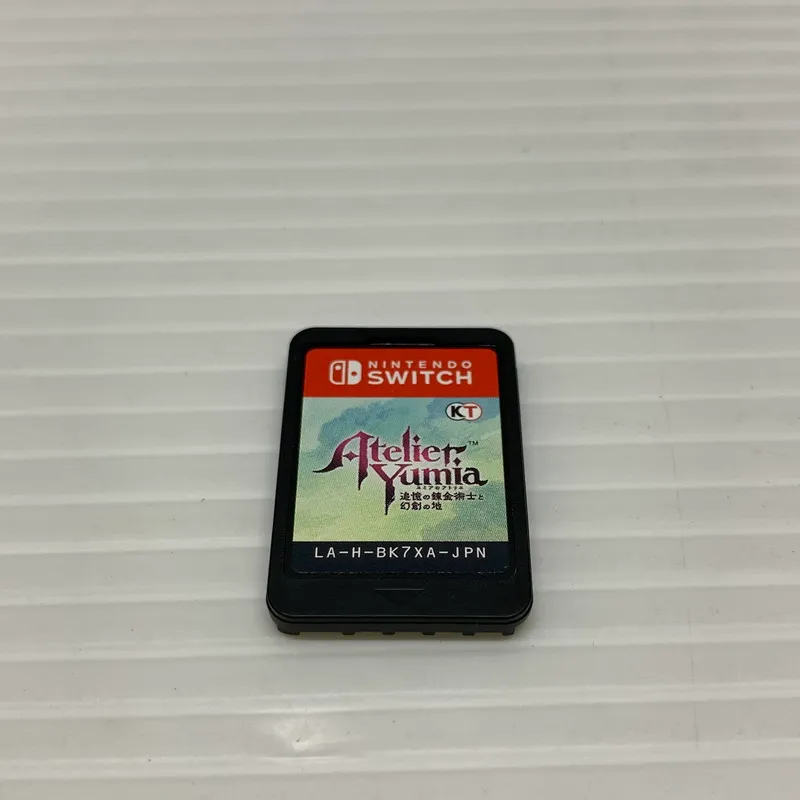 NINTENDO
SWITCH
KT
Atelier
Yumia™
ユミアのアトリエ
追憶の錬金術士と
幻創の地
LA-H-BK7XA-JPN